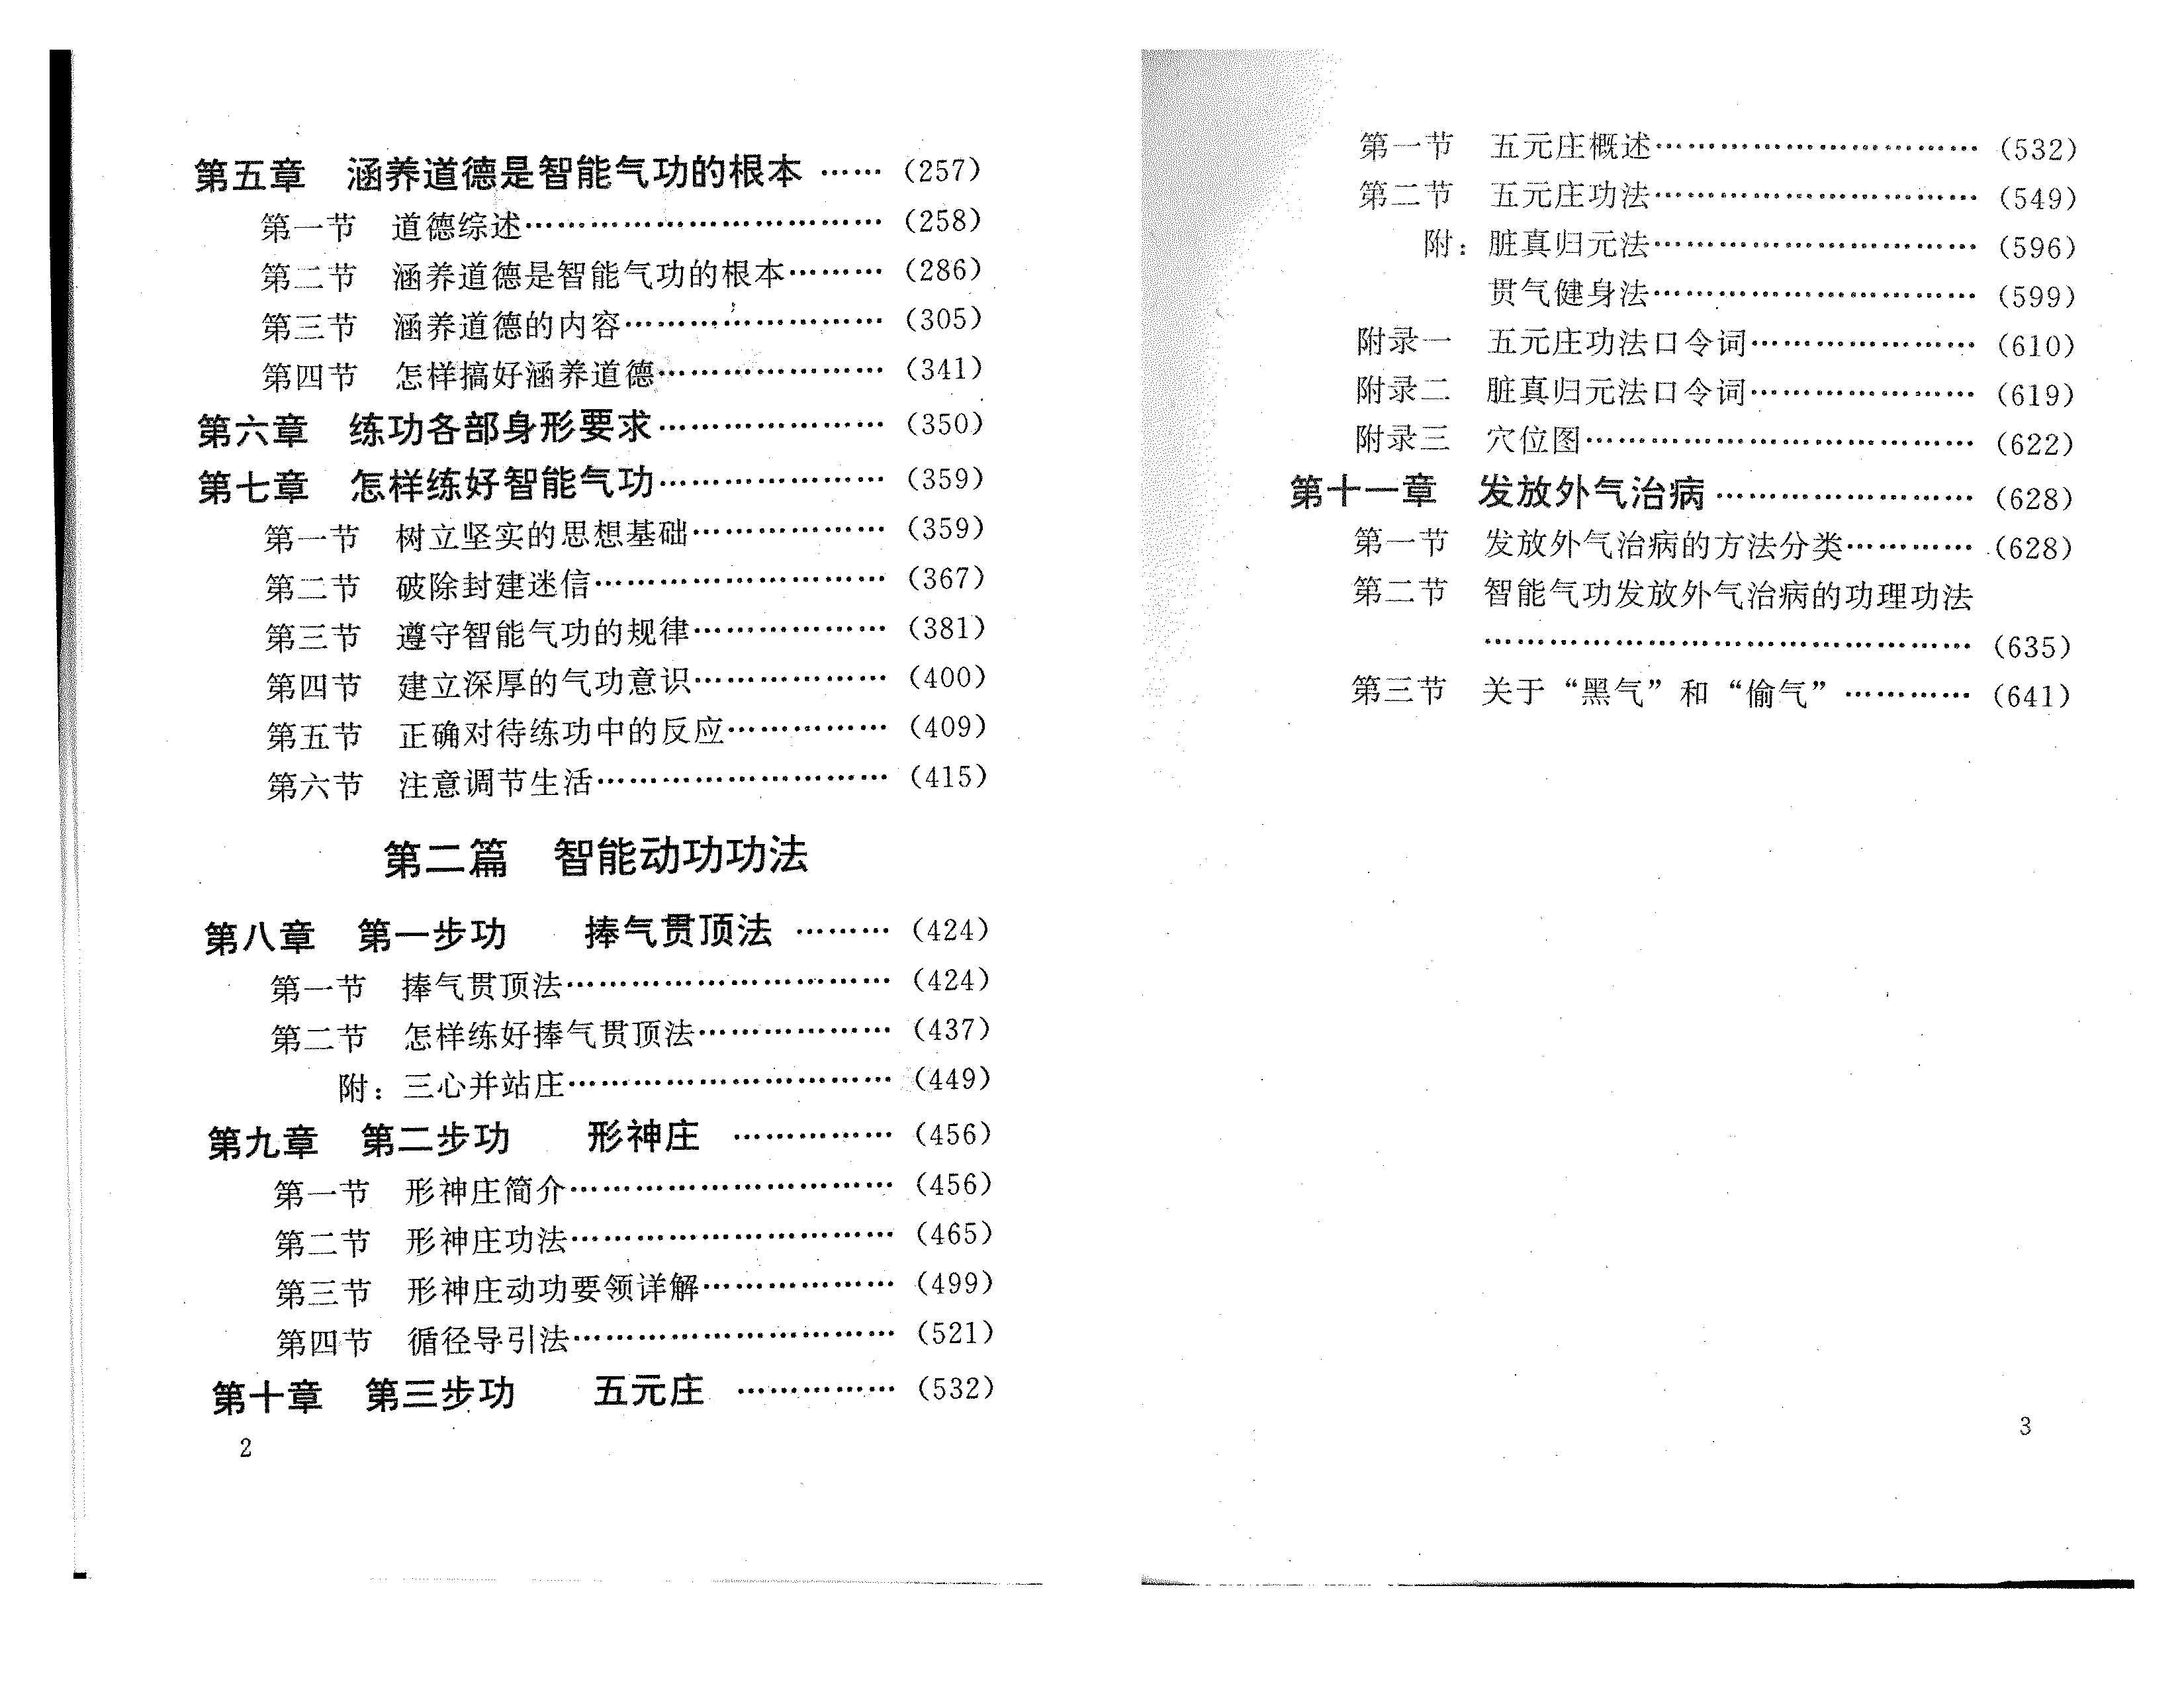 第五章　涵养道德是智能气功的根本 ……（257）
第一节　道德综述……………………………（258）
第二节　涵养道德是智能气功的根本………（286）
第三节　涵养道德的内容……………………（305）
第四节　怎样搞好涵养道德…………………（341）
第六章　练功各部身形要求…………………（350）
第七章　怎样练好智能气功…………………（359）
第一节　树立坚实的思想基础………………（359）
第二节　破除封建迷信………………………（367）
第三节　遵守智能气功的规律………………（381）
第四节　建立深厚的气功意识………………（400）
第五节　正确对待练功中的反应……………（409）
第六节　注意调节生活………………………（415）
第二篇　智能动功功法
第八章　第一步功　　捧气贯顶法 ………（424）
第一节　捧气贯顶法…………………………（424）
第二节　怎样练好捧气贯顶法………………（437）
附：三心并站庄…………………………（449）
第九章　第二步功　　形神庄 ……………（456）
第一节　形神庄简介…………………………（456）
第二节　形神庄功法…………………………（465）
第三节　形神庄动功要领详解………………（499）
第四节　循径导引法…………………………（521）
第十章　第三步功　　五元庄 ……………（532）
2
第一节　五元庄概述…………………………（532）
第二节　五元庄功法…………………………（549）
附：脏真归元法…………………………（596）
贯气健身法…………………………（599）
附录一　五元庄功法口令词…………………（610）
附录二　脏真归元法口令词…………………（619）
附录三　穴位图………………………………（622）
第十一章　发放外气治病……………………（628）
第一节　发放外气治病的方法分类…………（628）
第二节　智能气功发放外气治病的功理功法
………………………………………（635）
第三节　关于“黑气”和“偷气”…………（641）
3